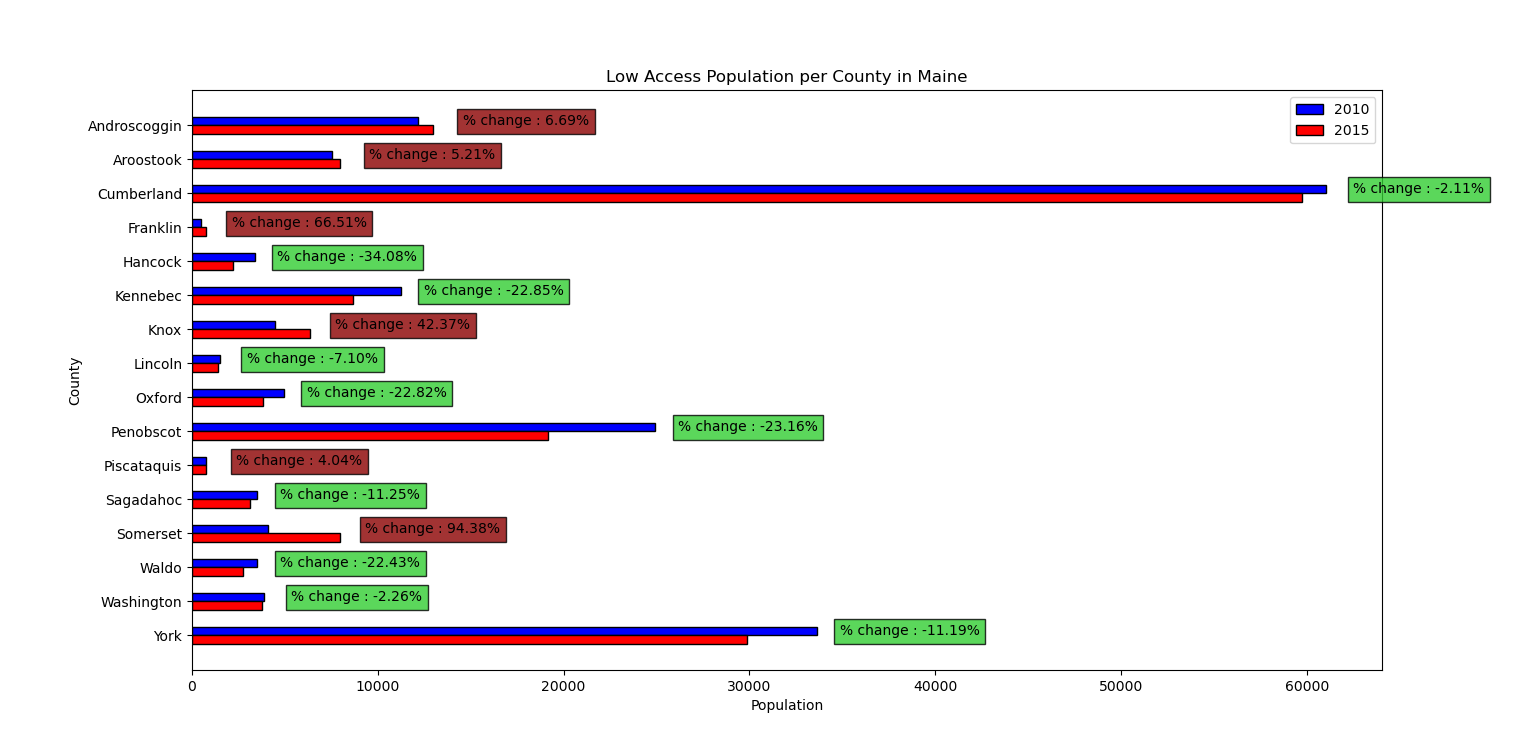 Low Access Population per County in Maine
2010
2015
County
Androscoggin % change : 6.69%
Aroostook % change : 5.21%
Cumberland % change : -2.11%
Franklin % change : 66.51%
Hancock % change : -34.08%
Kennebec % change : -22.85%
Knox % change : 42.37%
Lincoln % change : -7.10%
Oxford % change : -22.82%
Penobscot % change : -23.16%
Piscataquis % change : 4.04%
Sagadahoc % change : -11.25%
Somerset % change : 94.38%
Waldo % change : -22.43%
Washington % change : -2.26%
York % change : -11.19%
0 10000 20000 30000 40000 50000 60000
Population